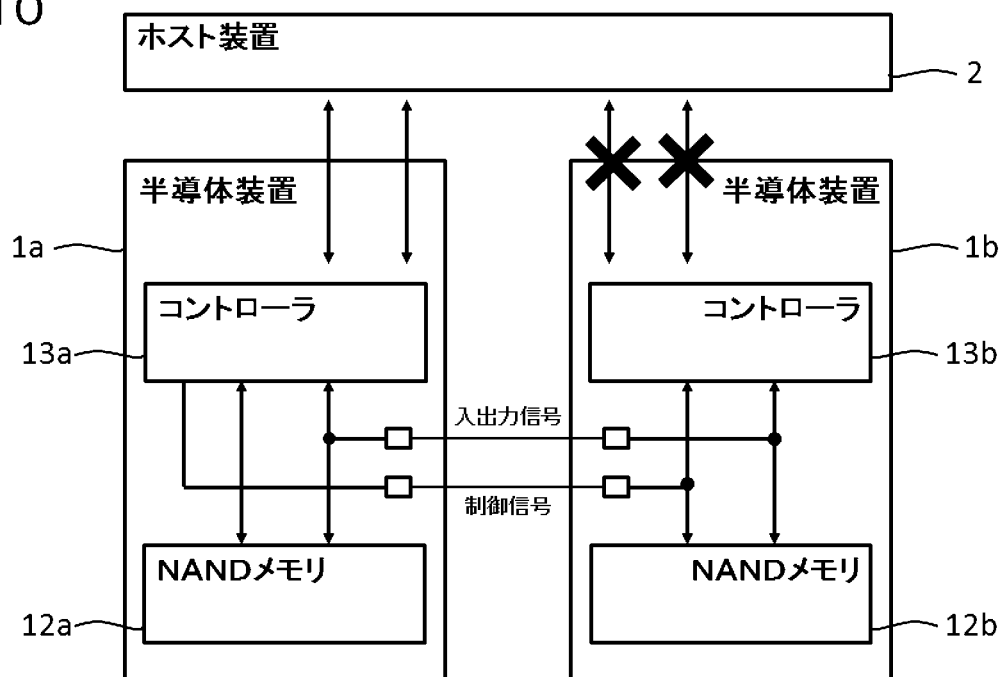 10
ホスト装置
2
半導体装置
半導体装置
1a
1b
コントローラ
コントローラ
13a
13b
入出力信号
制御信号
NANDメモリ
NANDメモリ
12a
12b